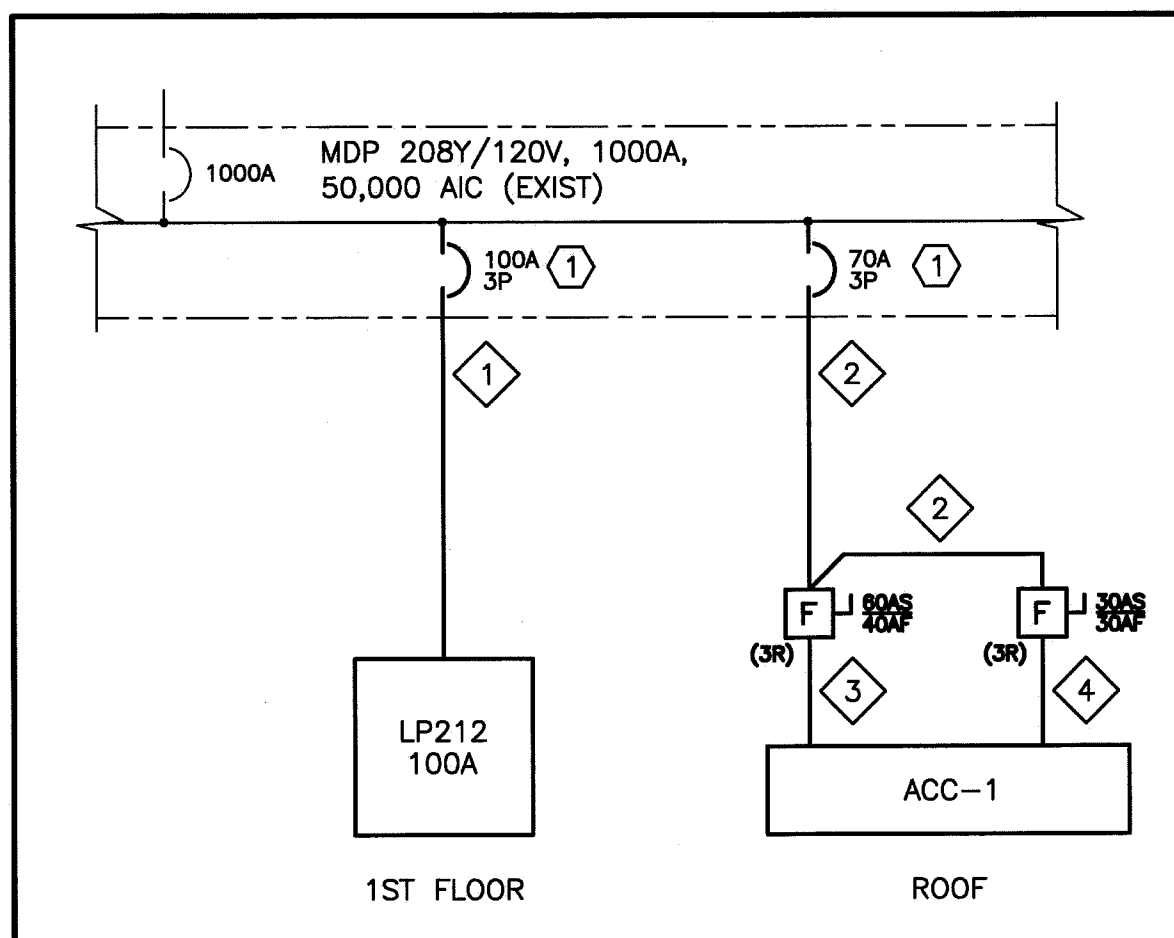 MDP 208Y/120V, 1000A,
50,000 AIC (EXIST)
1000A
100A
3P
1
70A
3P
1
1
2
2
F
60AS
40AF
(3R)
F
30AS
30AF
(3R)
3
4
LP212
100A
ACC-1
1ST FLOOR
ROOF